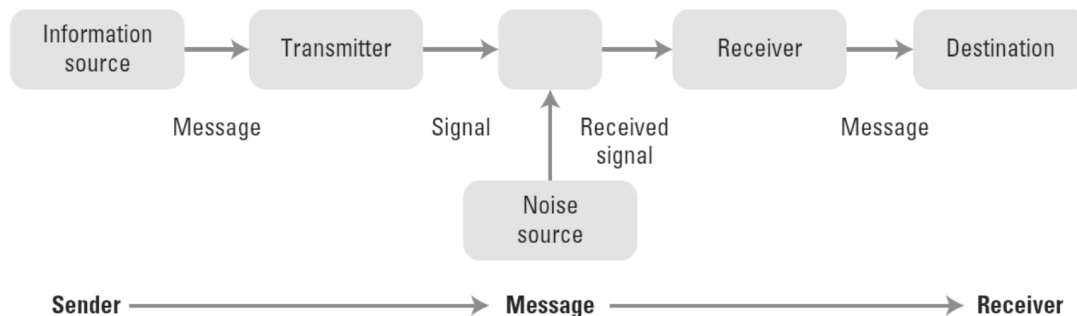 Information
source
Transmitter
Receiver
Destination
Message
Signal
Received
signal
Message
Noise
source
Sender
Message
Receiver